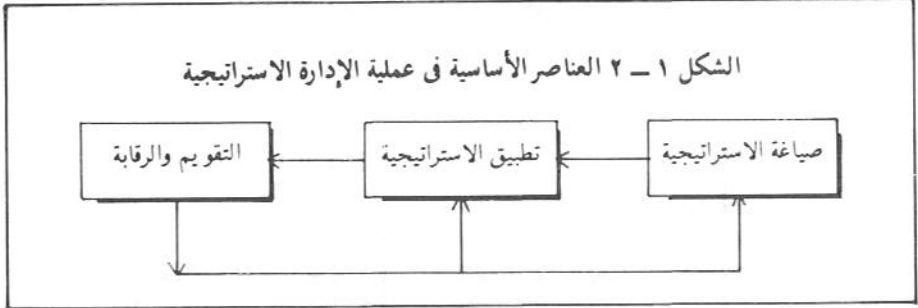 الشكل ١ – ٢ العناصر الأساسية فى عملية الإدارة الاستراتيجية
صياغة الاستراتيجية
تطبيق الاستراتيجية
التقويم والرقابة